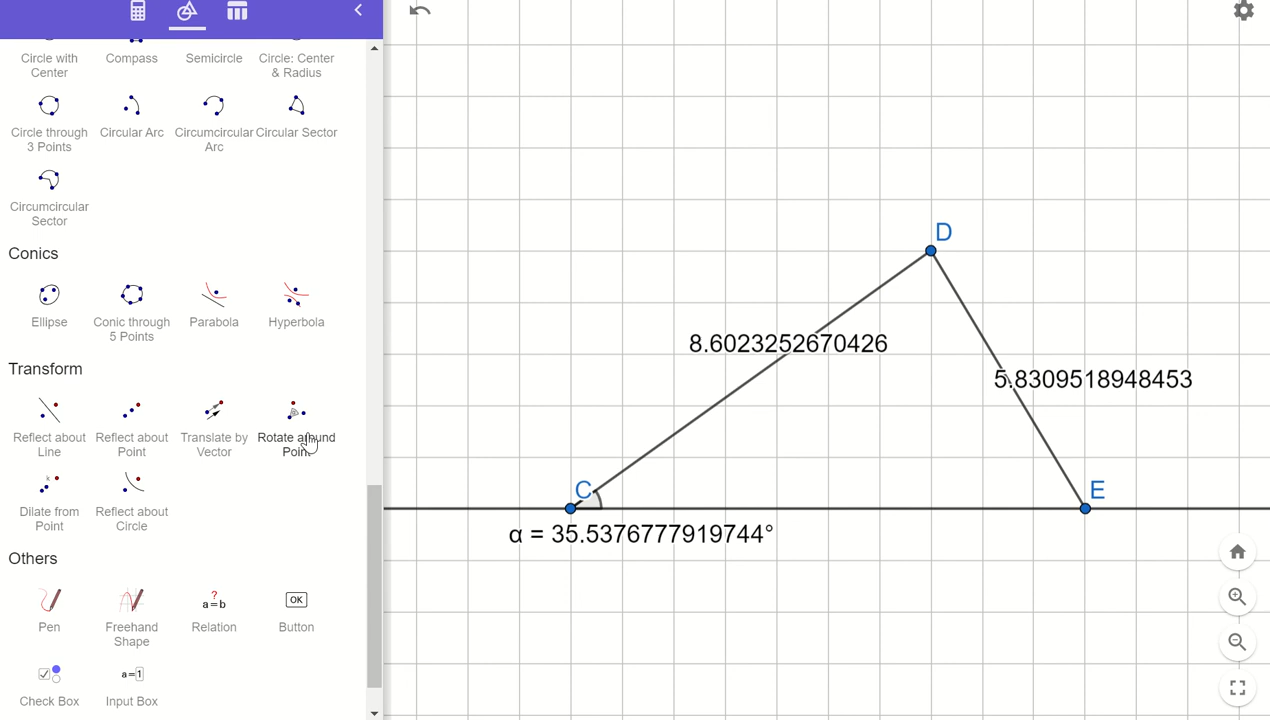 Circle with Center
Compass
Semicircle
Circle: Center & Radius
Circle through 3 Points
Circular Arc
Circumcircular Arc
Circular Sector
Circumcircular Sector
Conics
Ellipse
Conic through 5 Points
Parabola
Hyperbola
Transform
Reflect about Line
Reflect about Point
Translate by Vector
Rotate around Point
Dilate from Point
Reflect about Circle
Others
Pen
Freehand Shape
? a=b
Relation
OK
Button
Check Box
a=1
Input Box
D
8.6023252670426
5.8309518948453
C
E
α = 35.5376777919744°